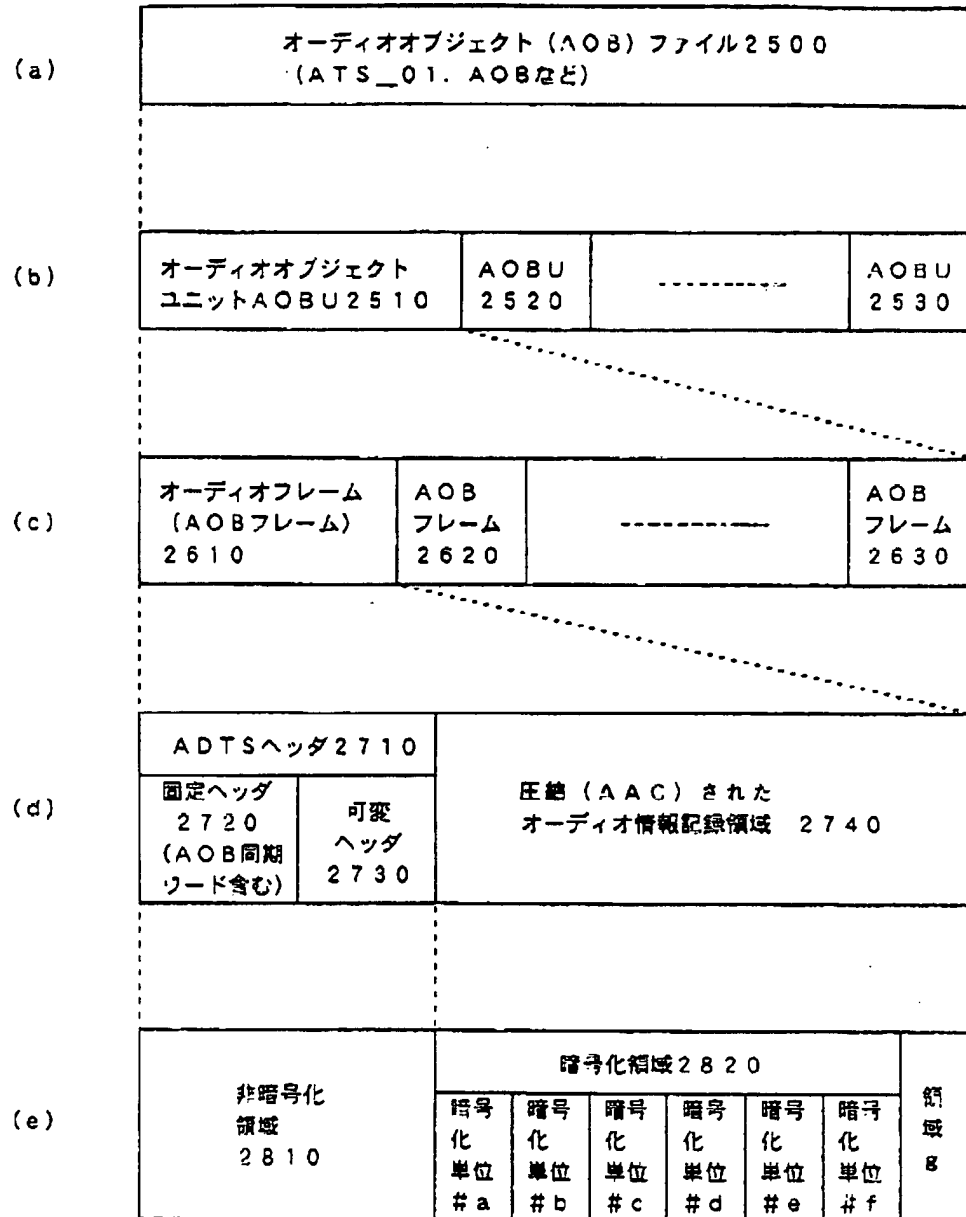 (a)
オーディオオブジェクト (AOB) ファイル2500
(ATS__01. AOBなど)
(b)
オーディオオブジェクト
ユニットAOBU2510
AOBU
2520
AOBU
2530
(c)
オーディオフレーム
(AOBフレーム)
2610
AOB
フレーム
2620
AOB
フレーム
2630
(d)
ADTSヘッダ2710
固定ヘッダ
2720
(AOB同期
ワード含む)
可変
ヘッダ
2730
圧縮 (AAC) された
オーディオ情報記録領域 2740
(e)
非暗号化
領域
2810
暗号化領域2820
暗号
化
単位
#a
暗号
化
単位
#b
暗号
化
単位
#c
暗号
化
単位
#d
暗号
化
単位
#e
暗号
化
単位
#f
領
域
g